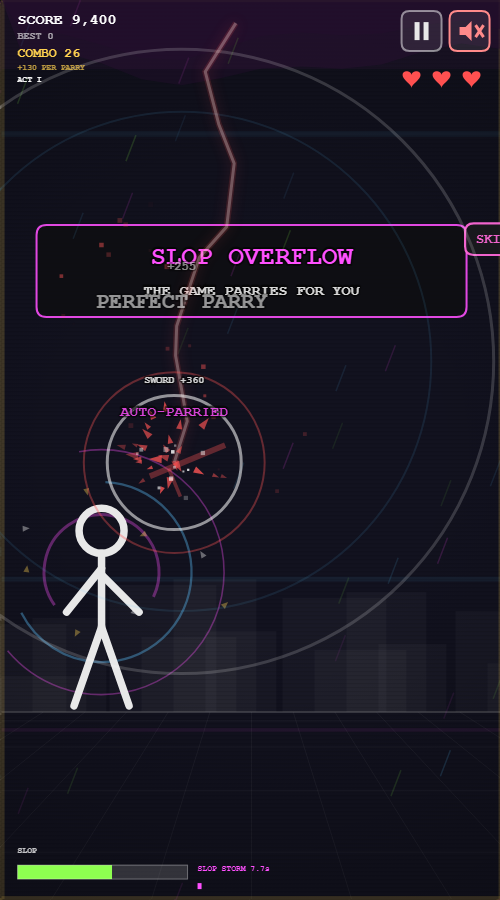 SCORE 9,400
BEST 0
COMBO 26
+130 PER PARRY
ACT I
SKI
SLOP OVERFLOW
+255
THE GAME PARRIES FOR YOU
PERFECT PARRY
SWORD +360
AUTO-PARRIED
SLOP
SLOP STORM 7.7s